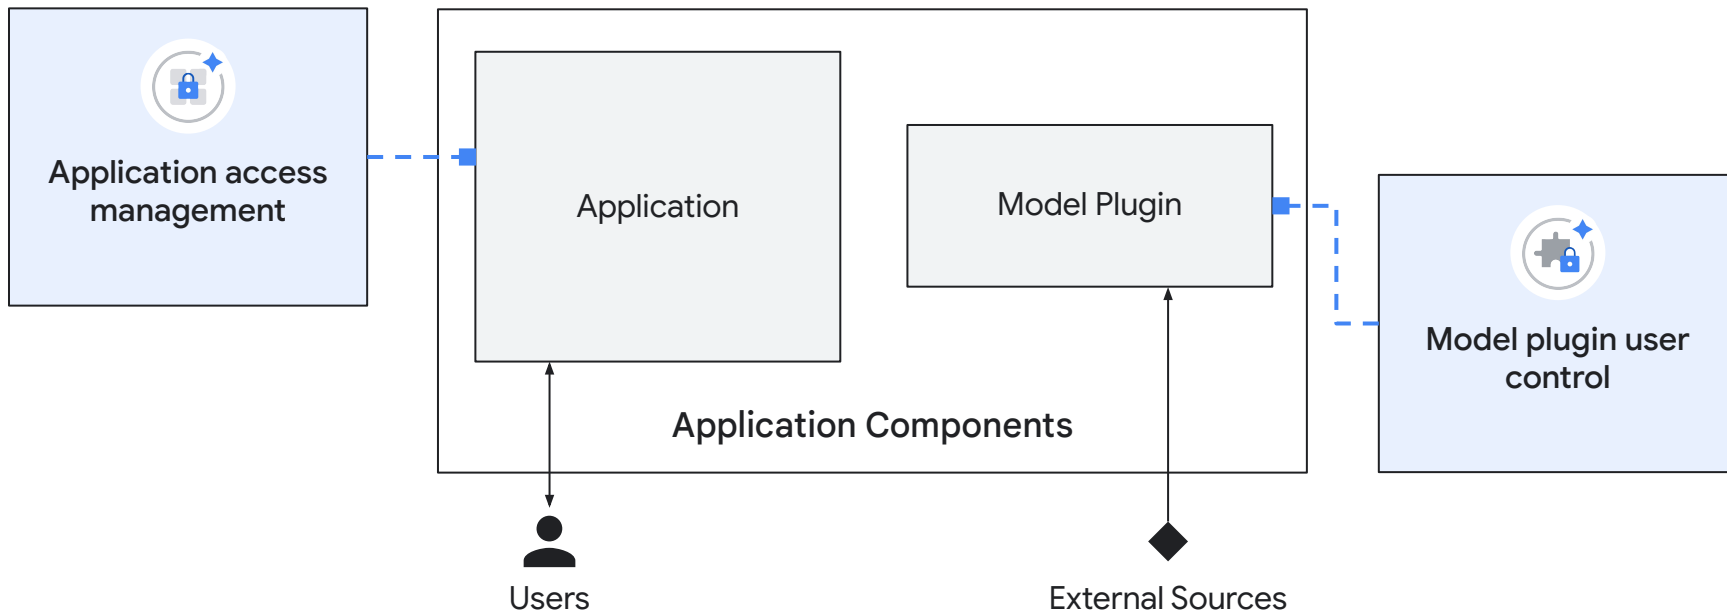 Application access
management
Application
Model Plugin
Model plugin user
control
Application Components
Users
External Sources